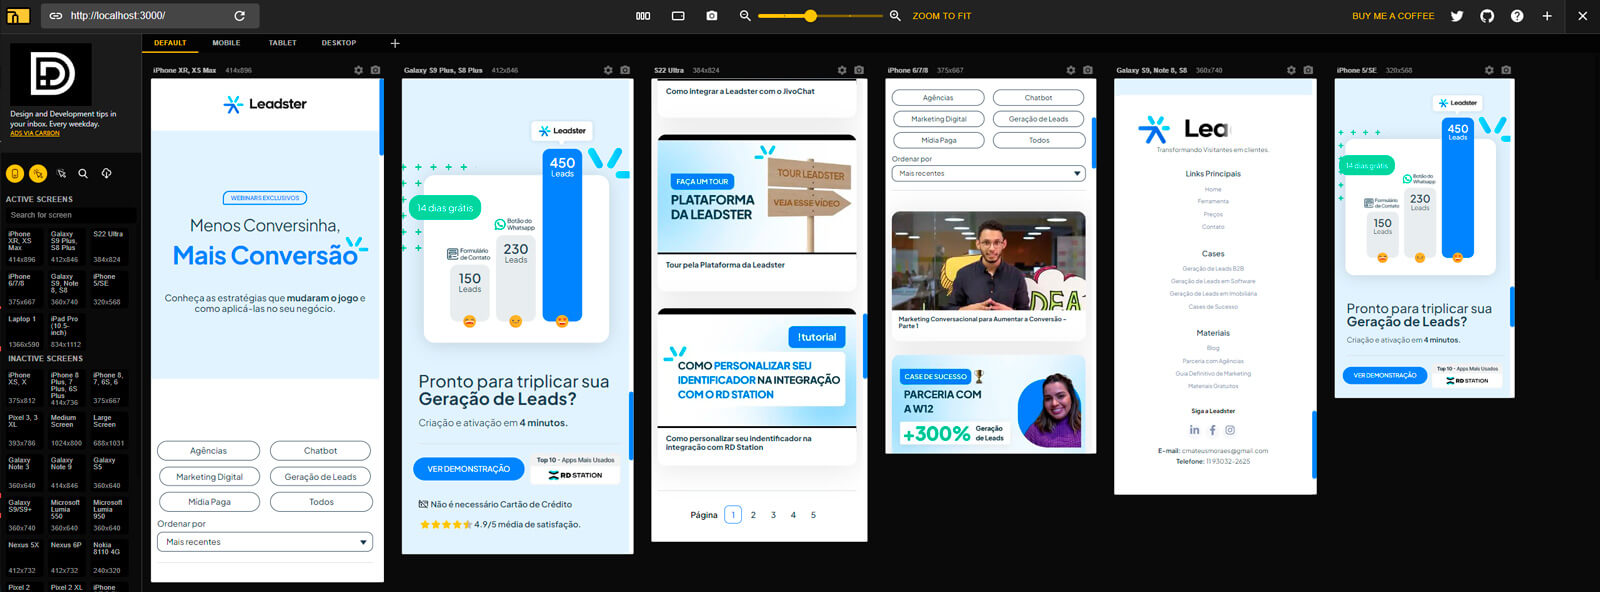 http://localhost:3000/
ZOOM TO FIT
BUY ME A COFFEE
DEFAULT
MOBILE
TABLET
DESKTOP
Design and Development tips in
your inbox. Every weekday.
ADS VIA CARBON
ACTIVE SCREENS
Search for screen
iPhone
XR, XS
Max
414x896
Galaxy
S9 Plus,
S8 Plus
412x846
S22 Ultra
384x824
iPhone
6/7/8
375x667
Galaxy
S9, Note
8, S8
360x740
iPhone
5/SE
320x568
Laptop 1
1366x590
iPad Pro
(10.5-
inch)
834x1112
INACTIVE SCREENS
iPhone
XS, X
375x812
iPhone 8
Plus, 7
Plus, 6S
Plus
414x736
iPhone 8,
7, 6S, 6
375x667
Pixel 3, 3
XL
393x786
Medium
Screen
1024x800
Large
Screen
688x1031
Galaxy
Note 3
360x640
Galaxy
Note 9
414x846
Galaxy
S5
360x640
Galaxy
S9/S9+
360x740
Microsoft
Lumia
550
360x640
Microsoft
Lumia
950
360x640
Nexus 5X
412x732
Nexus 6P
412x732
Nokia
8110 4G
240x320
Pixel 2
Pixel 2 XL
iPhone
iPhone XR, XS Max 414x896
Leadster
WEBINARS EXCLUSIVOS
Menos Conversinha,
Mais Conversão
Conheça as estratégias que mudaram o jogo e
como aplicá-las no seu negócio.
Agências
Chatbot
Marketing Digital
Geração de Leads
Mídia Paga
Todos
Ordenar por
Mais recentes
Galaxy S9 Plus, S8 Plus 412x846
Leadster
450
Leads
14 dias grátis
Botão do
Whatsapp
230
Leads
Formulário
de Contato
150
Leads
Pronto para triplicar sua
Geração de Leads?
Criação e ativação em 4 minutos.
VER DEMONSTRAÇÃO
Top 10 - Apps Mais Usados
RD STATION
Não é necessário Cartão de Crédito
4.9/5 média de satisfação.
S22 Ultra 384x824
Como integrar a Leadster com o JivoChat
FAÇA UM TOUR
PLATAFORMA
DA LEADSTER
TOUR LEADSTER
VEJA ESSE VÍDEO
Tour pela Plataforma da Leadster
!tutorial
COMO PERSONALIZAR SEU
IDENTIFICADOR NA INTEGRAÇÃO
COM O RD STATION
Como personalizar seu indentificador na
integração com RD Station
Página 1 2 3 4 5
iPhone 6/7/8 375x667
Agências
Chatbot
Marketing Digital
Geração de Leads
Mídia Paga
Todos
Ordenar por
Mais recentes
IDEA
Marketing Conversacional para Aumentar a Conversão -
Parte 1
CASE DE SUCESSO
PARCERIA COM
A W12
+300% Geração
de Leads
Galaxy S9, Note 8, S8 360x740
Lea
Transformando Visitantes em clientes.
Links Principais
Home
Ferramenta
Preços
Contato
Cases
Geração de Leads B2B
Geração de Leads em Software
Geração de Leads em Imobiliária
Cases de Sucesso
Materiais
Blog
Parceria com Agências
Guia Definitivo de Marketing
Materiais Gratuitos
Siga a Leadster
E-mail: cmateusmoraes@gmail.com
Telefone: 1193032-2625
iPhone 5/SE 320x568
Leadster
450
Leads
14 dias grátis
Botão do
Whatsapp
230
Leads
Formulário
de Contato
150
Leads
Pronto para triplicar sua
Geração de Leads?
Criação e ativação em 4 minutos.
VER DEMONSTRAÇÃO
Top 10 - Apps Mais Usados
RD STATION